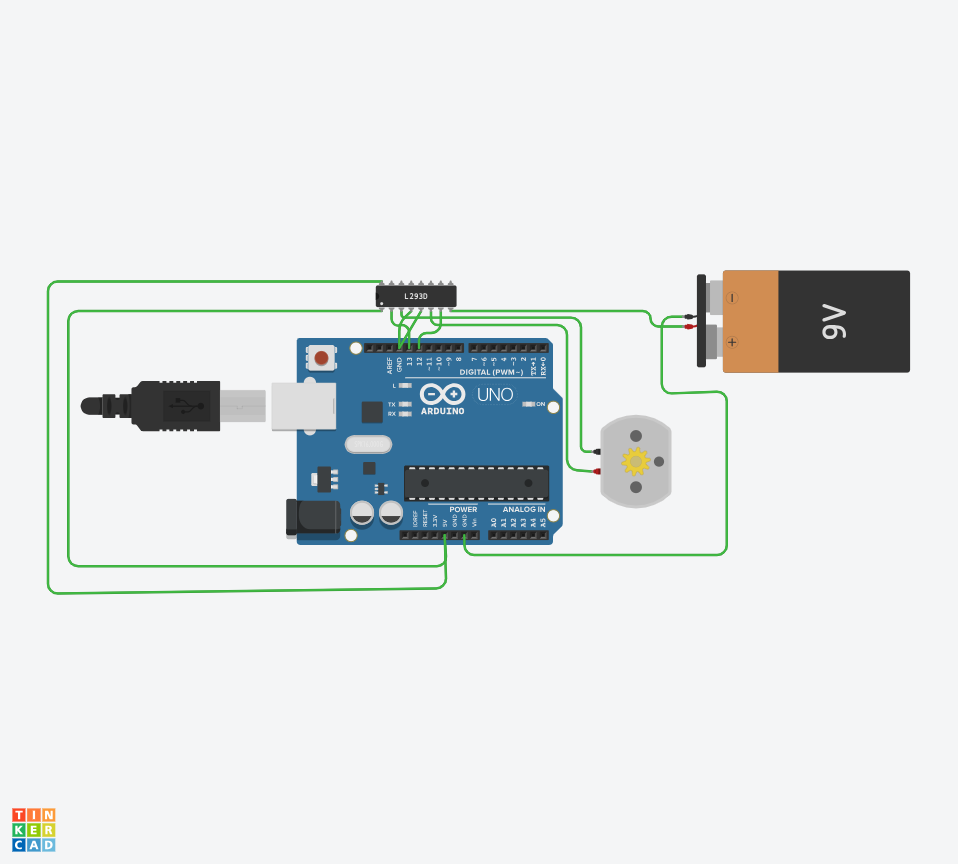 L293D
9V
AREF
GND
13
12
~11
~10
~9
8
7
~6
~5
4
~3
2
TX→1
RX←0
DIGITAL (PWM~)
L
TX
RX
UNO
ARDUINO
ON
POWER
ANALOG IN
IOREF
RESET
3.3V
5V
GND
GND
Vin
A0
A1
A2
A3
A4
A5
TIN
KER
CAD